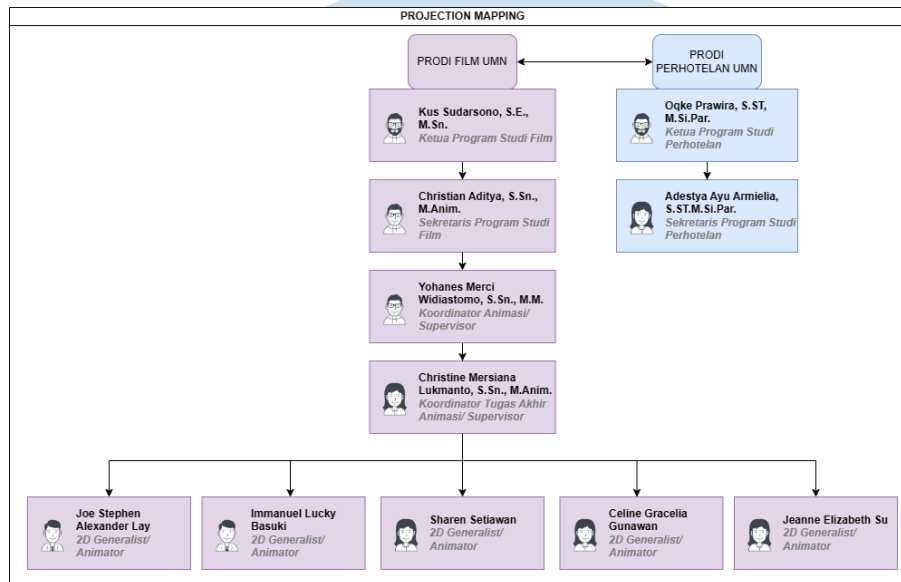 PROJECTION MAPPING
PRODI FILM UMN
PRODI
PERHOTELAN UMN
Kus Sudarsono, S.E.,
M.Sn.
Ketua Program Studi Film
Oqke Prawira, S.ST,
M.Si.Par.
Ketua Program Studi
Perhotelan
Christian Aditya, S.Sn.,
M.Anim.
Sekretaris Program Studi
Film
Adestya Ayu Armielia,
S.ST.M.Si.Par.
Sekretaris Program Studi
Perhotelan
Yohanes Merci
Widiastomo, S.Sn., M.M.
Koordinator Animasi/
Supervisor
Christine Mersiana
Lukmanto, S.Sn., M.Anim.
Koordinator Tugas Akhir
Animasi/ Supervisor
Joe Stephen
Alexander Lay
2D Generalist/
Animator
Immanuel Lucky
Basuki
2D Generalist/
Animator
Sharen Setiawan
2D Generalist/
Animator
Celine Gracelia
Gunawan
2D Generalist/
Animator
Jeanne Elizabeth Su
2D Generalist/
Animator